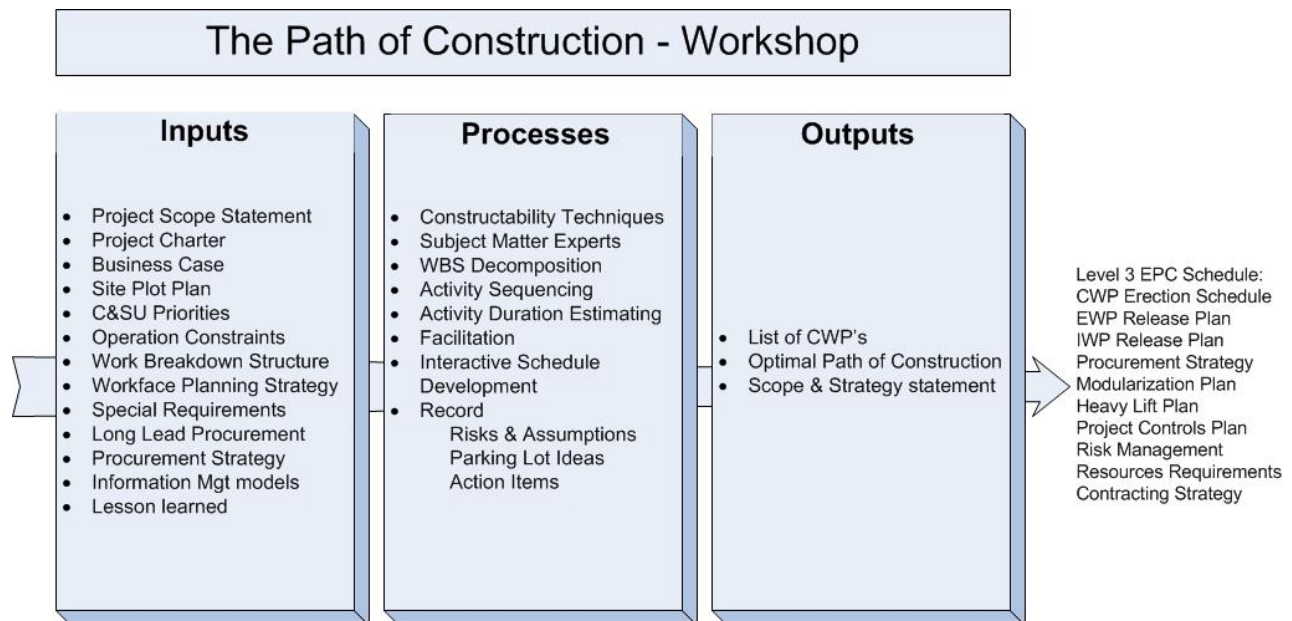 The Path of Construction - Workshop
Inputs
• Project Scope Statement
• Project Charter
• Business Case
• Site Plot Plan
• C&SU Priorities
• Operation Constraints
• Work Breakdown Structure
• Workface Planning Strategy
• Special Requirements
• Long Lead Procurement
• Procurement Strategy
• Information Mgt models
• Lesson learned
Processes
• Constructability Techniques
• Subject Matter Experts
• WBS Decomposition
• Activity Sequencing
• Activity Duration Estimating
• Facilitation
• Interactive Schedule
Development
• Record
Risks & Assumptions
Parking Lot Ideas
Action Items
Outputs
• List of CWP's
• Optimal Path of Construction
• Scope & Strategy statement
Level 3 EPC Schedule:
CWP Erection Schedule
EWP Release Plan
IWP Release Plan
Procurement Strategy
Modularization Plan
Heavy Lift Plan
Project Controls Plan
Risk Management
Resources Requirements
Contracting Strategy